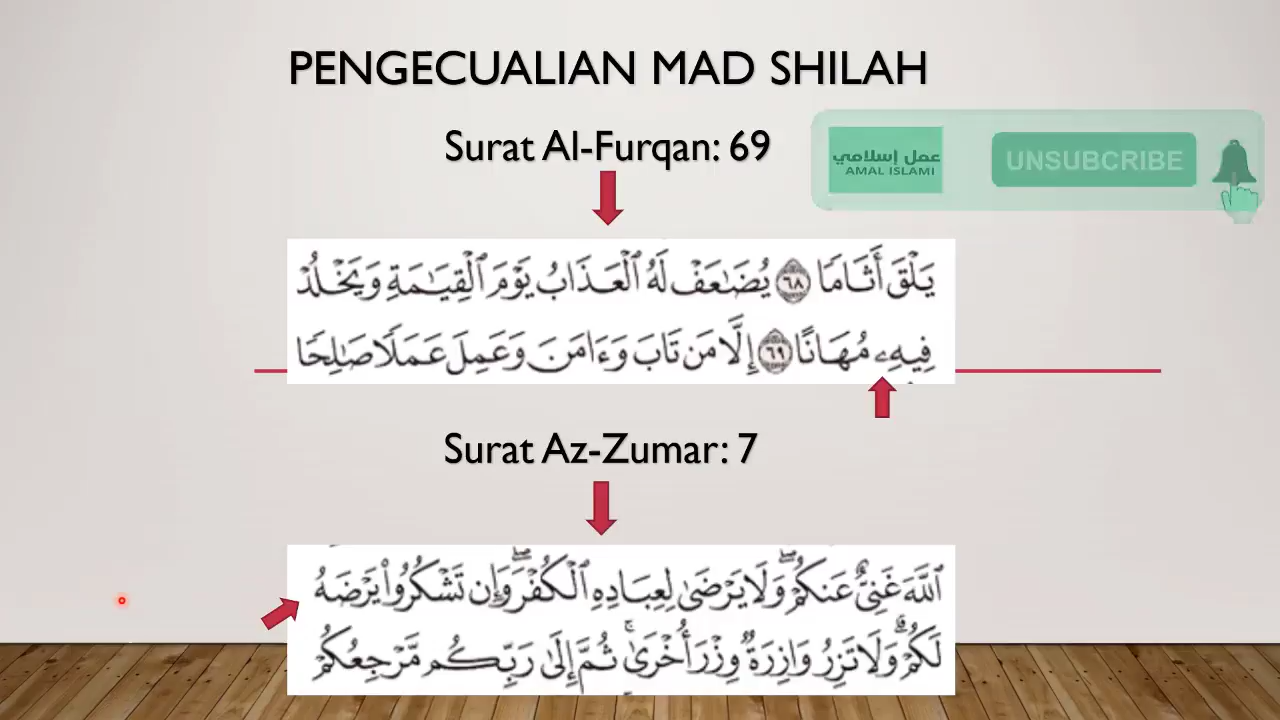 PENGECUALIAN MAD SHILAH
Surat Al-Furqan: 69
عمل إسلامي
AMAL ISLAMI
UNSUBCRIBE
يَلْقَ أَثَامًا ٦٨ يُضَٰعَفْ لَهُ ٱلْعَذَابُ يَوْمَ ٱلْقِيَٰمَةِ وَيَخْلُدْ
فِيهِۦ مُهَانًا ٦٩ إِلَّا مَن تَابَ وَءَامَنَ وَعَمِلَ عَمَلًا صَٰلِحًا
Surat Az-Zumar: 7
ٱللَّهَ غَنِىٌّ عَنكُمْ ۖ وَلَا يَرْضَىٰ لِعِبَادِهِ ٱلْكُفْرَ ۖ وَإِن تَشْكُرُوا۟ يَرْضَهُ
لَكُمْ ۗ وَلَا تَزِرُ وَازِرَةٌ وِزْرَ أُخْرَىٰ ۚ ثُمَّ إِلَىٰ رَبِّكُم مَّرْجِعُكُمْ